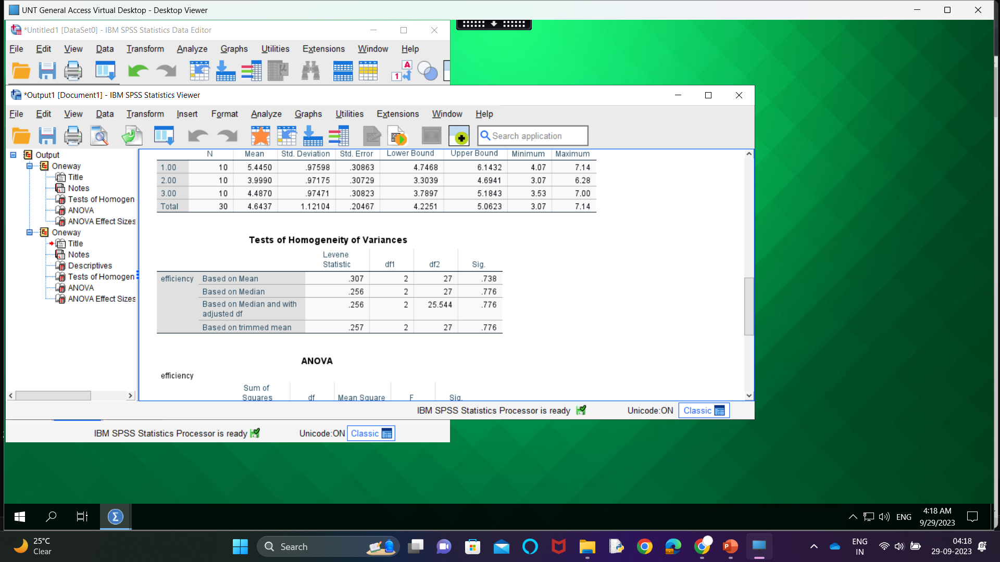 UNT General Access Virtual Desktop - Desktop Viewer
*Untitled1 [DataSet0] - IBM SPSS Statistics Data Editor
File Edit View Data Transform Analyze Graphs Utilities Extensions Window Help
*Output1 [Document1] - IBM SPSS Statistics Viewer
File Edit View Data Transform Insert Format Analyze Graphs Utilities Extensions Window Help
Search application
Output
Oneway
Title
Notes
Tests of Homogen
ANOVA
ANOVA Effect Sizes
Oneway
Title
Notes
Descriptives
Tests of Homogen
ANOVA
ANOVA Effect Sizes
N Mean Std. Deviation Std. Error Lower Bound Upper Bound Minimum Maximum
1.00 10 5.4450 .97598 .30863 4.7468 6.1432 4.07 7.14
2.00 10 3.9990 .97175 .30729 3.3039 4.6941 3.07 6.28
3.00 10 4.4870 .97471 .30823 3.7897 5.1843 3.53 7.00
Total 30 4.6437 1.12104 .20467 4.2251 5.0623 3.07 7.14
Tests of Homogeneity of Variances
Levene
Statistic df1 df2 Sig.
efficiency Based on Mean .307 2 27 .738
Based on Median .256 2 27 .776
Based on Median and with
adjusted df .256 2 25.544 .776
Based on trimmed mean .257 2 27 .776
ANOVA
efficiency
Sum of
Squares df Mean Square F Sig.
IBM SPSS Statistics Processor is ready Unicode:ON Classic
IBM SPSS Statistics Processor is ready Unicode:ON Classic
ENG 4:18 AM
9/29/2023
25°C
Clear
Search
ENG
IN
04:18
29-09-2023